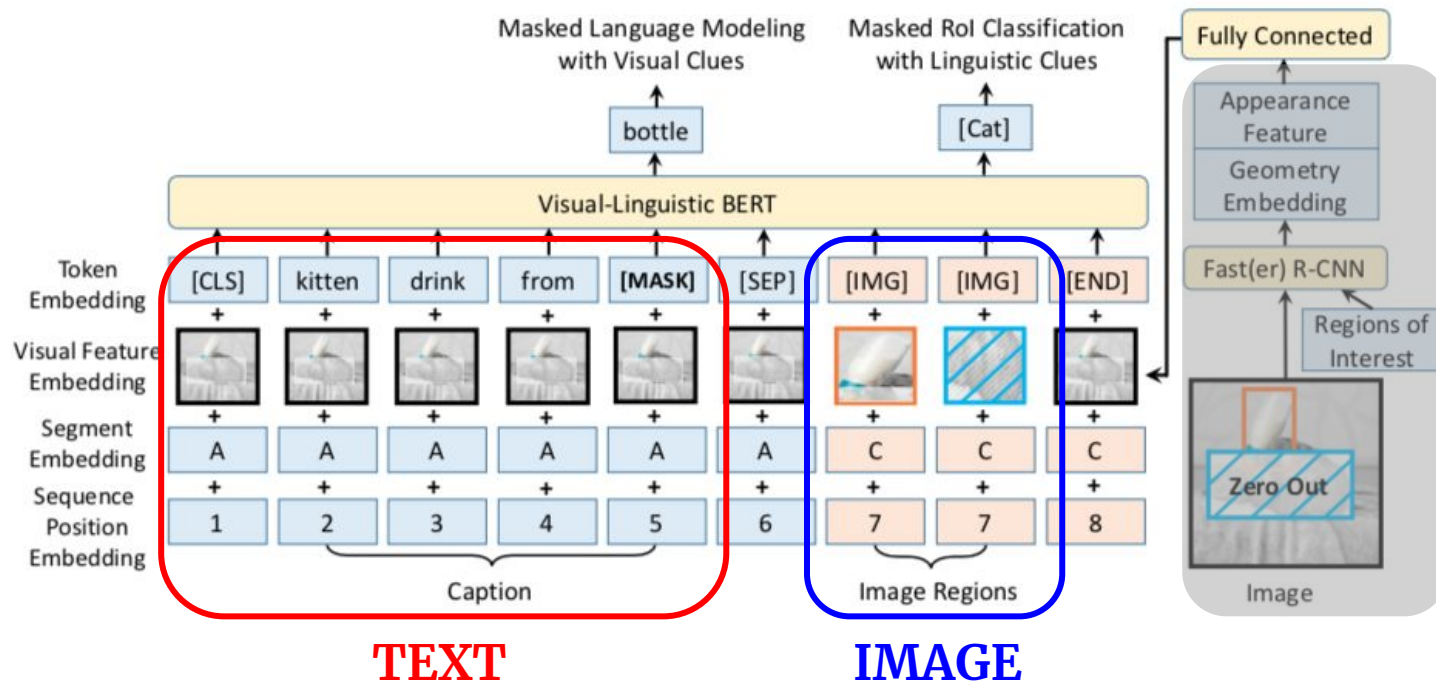 Masked Language Modeling
with Visual Clues
Masked RoI Classification
with Linguistic Clues
Fully Connected
bottle
[Cat]
Appearance
Feature
Geometry
Embedding
Visual-Linguistic BERT
Fast(er) R-CNN
Regions of
Interest
Token
Embedding
[CLS] kitten drink from [MASK] [SEP] [IMG] [IMG] [END]
+ + + + + + + + +
Visual Feature
Embedding
+ + + + + + + + +
Segment
Embedding
A A A A A A C C C
+ + + + + + + + +
Sequence
Position
Embedding
1 2 3 4 5 6 7 7 8
Zero Out
Caption
Image Regions
Image
TEXT
IMAGE